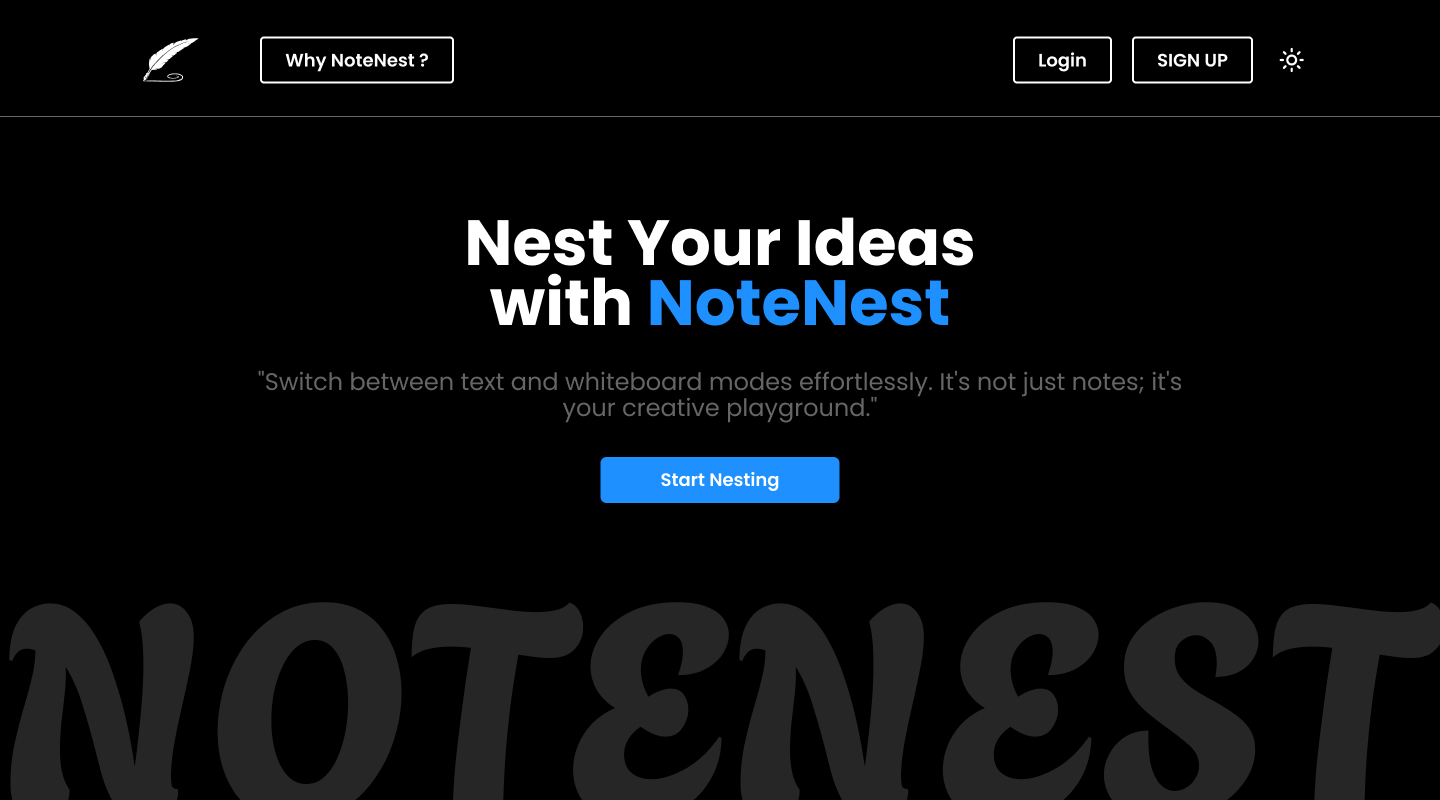 Why NoteNest ?
Login
SIGN UP
Nest Your Ideas
with NoteNest
"Switch between text and whiteboard modes effortlessly. It's not just notes; it's
your creative playground."
Start Nesting
NOTENEST